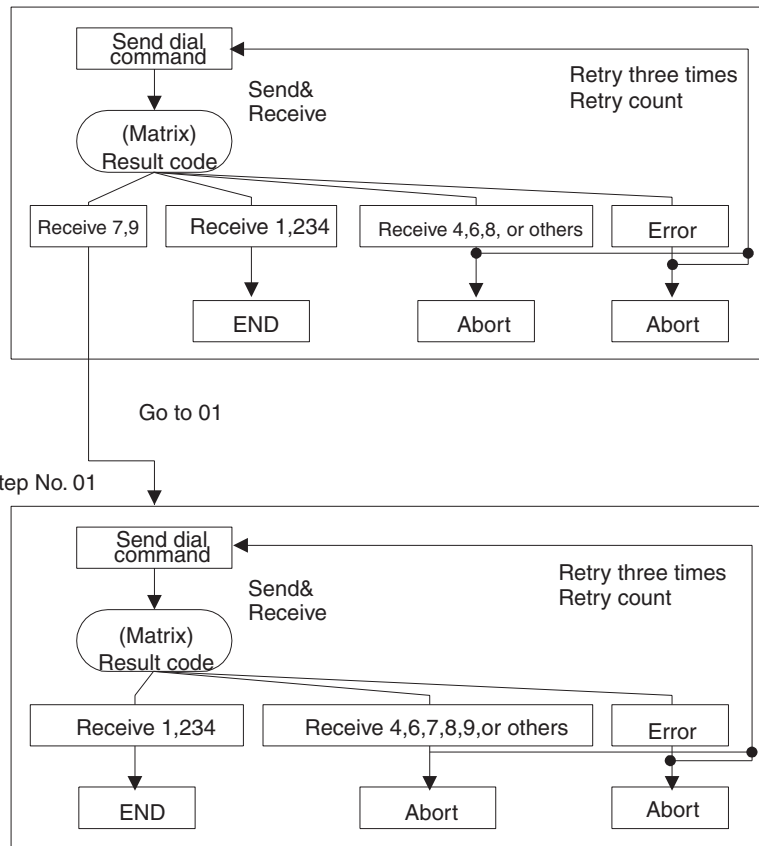 Send dial
command
Send&
Receive
Retry three times
Retry count
(Matrix)
Result code
Receive 7,9
Receive 1,234
Receive 4,6,8, or others
Error
END
Abort
Abort
Go to 01
tep No. 01
Send dial
command
Send&
Receive
Retry three times
Retry count
(Matrix)
Result code
Receive 1,234
Receive 4,6,7,8,9,or others
Error
END
Abort
Abort